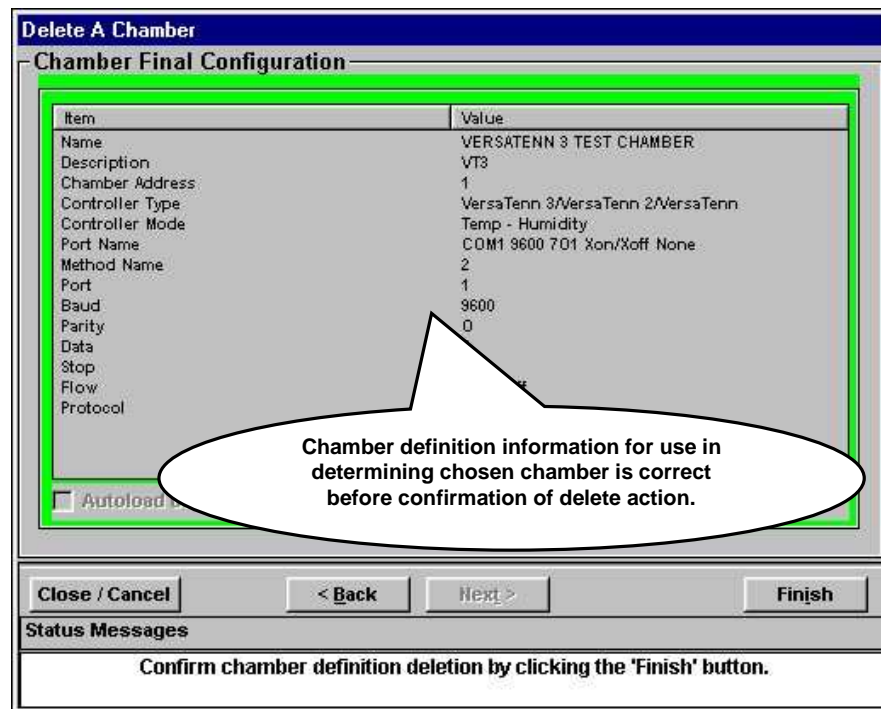 Delete A Chamber
Chamber Final Configuration
Item Value
Name VERSATENN 3 TEST CHAMBER
Description VT3
Chamber Address 1
Controller Type VersaTenn 3/VersaTenn 2/VersaTenn
Controller Mode Temp - Humidity
Port Name COM1 9600 7O1 Xon/Xoff None
Method Name 2
Port 1
Baud 9600
Parity O
Data
Stop
Flow
Protocol
Chamber definition information for use in
determining chosen chamber is correct
before confirmation of delete action.
Autoload
Close / Cancel < Back Next > Finish
Status Messages
Confirm chamber definition deletion by clicking the 'Finish' button.